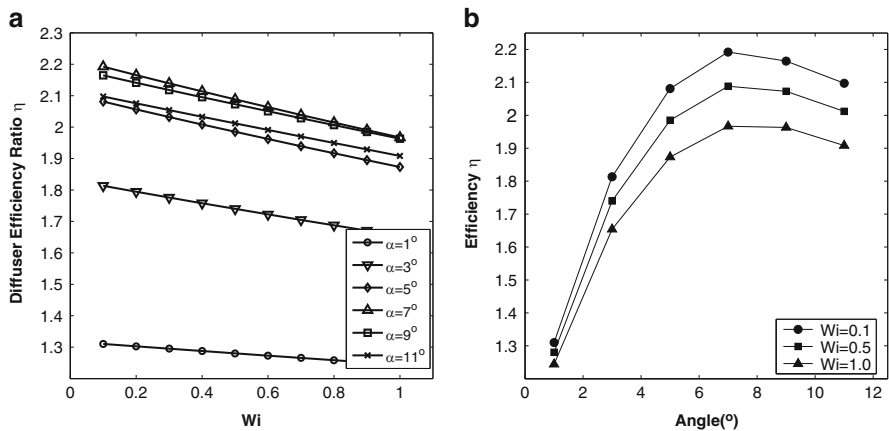 a
2.3
2.2
2.1
2
1.9
1.8
1.7
1.6
1.5
1.4
1.3
Diffuser Efficiency Ratio η
0
0.2
0.4
0.6
0.8
1
Wi
α=1°
α=3°
α=5°
α=7°
α=9°
α=11°
b
2.2
2.1
2
1.9
1.8
1.7
1.6
1.5
1.4
1.3
Efficiency η
0
2
4
6
8
10
12
Angle(°)
Wi=0.1
Wi=0.5
Wi=1.0